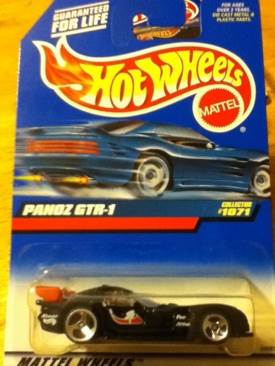 GUARANTEED
FOR LIFE
FOR AGES
OVER 3 YEARS.
DIE CAST METAL &
PLASTIC PARTS.
Hot Wheels
MATTEL
®
PANOZ GTR-1
COLLECTOR
#1071
MATTEL WHEELS